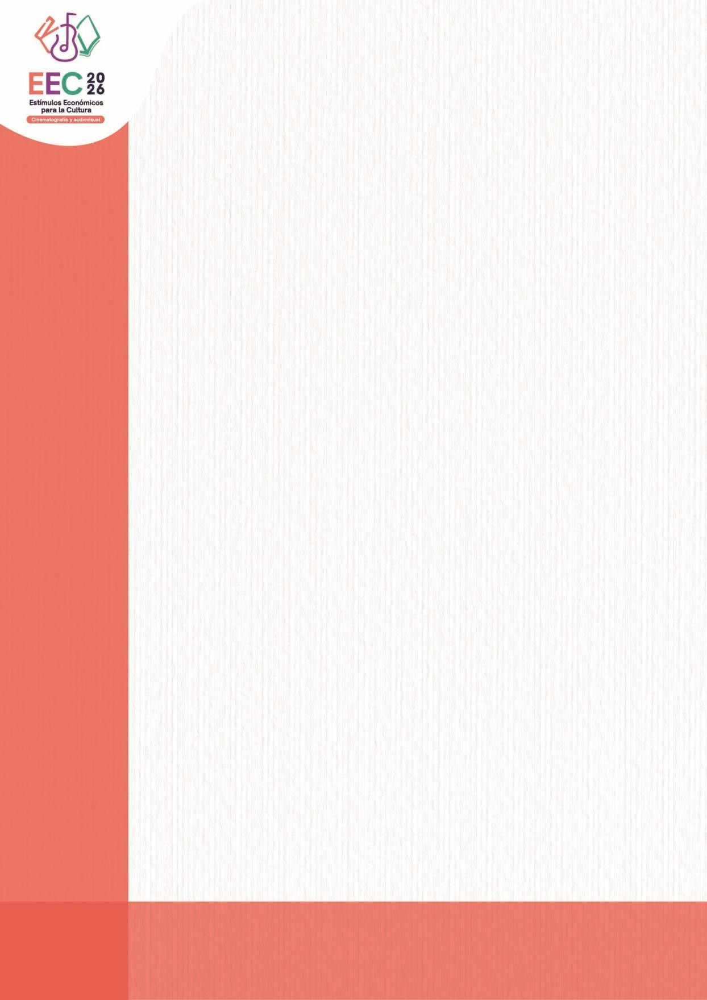 EEC 20
26
Estímulos Económicos
para la Cultura
Cinematografía y audiovisual